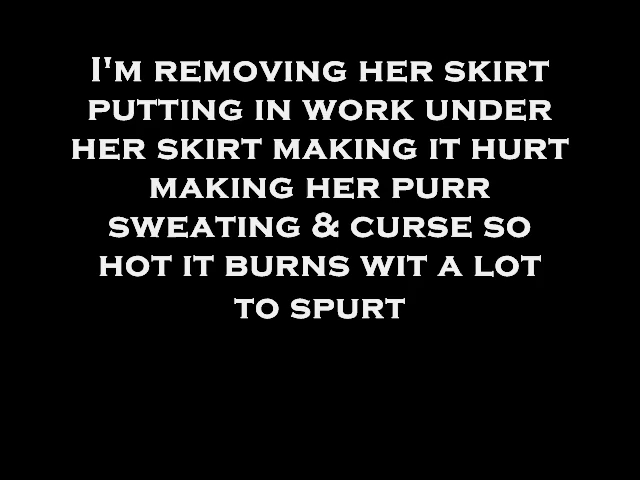 I'M REMOVING HER SKIRT
PUTTING IN WORK UNDER
HER SKIRT MAKING IT HURT
MAKING HER PURR
SWEATING & CURSE SO
HOT IT BURNS WIT A LOT
TO SPURT